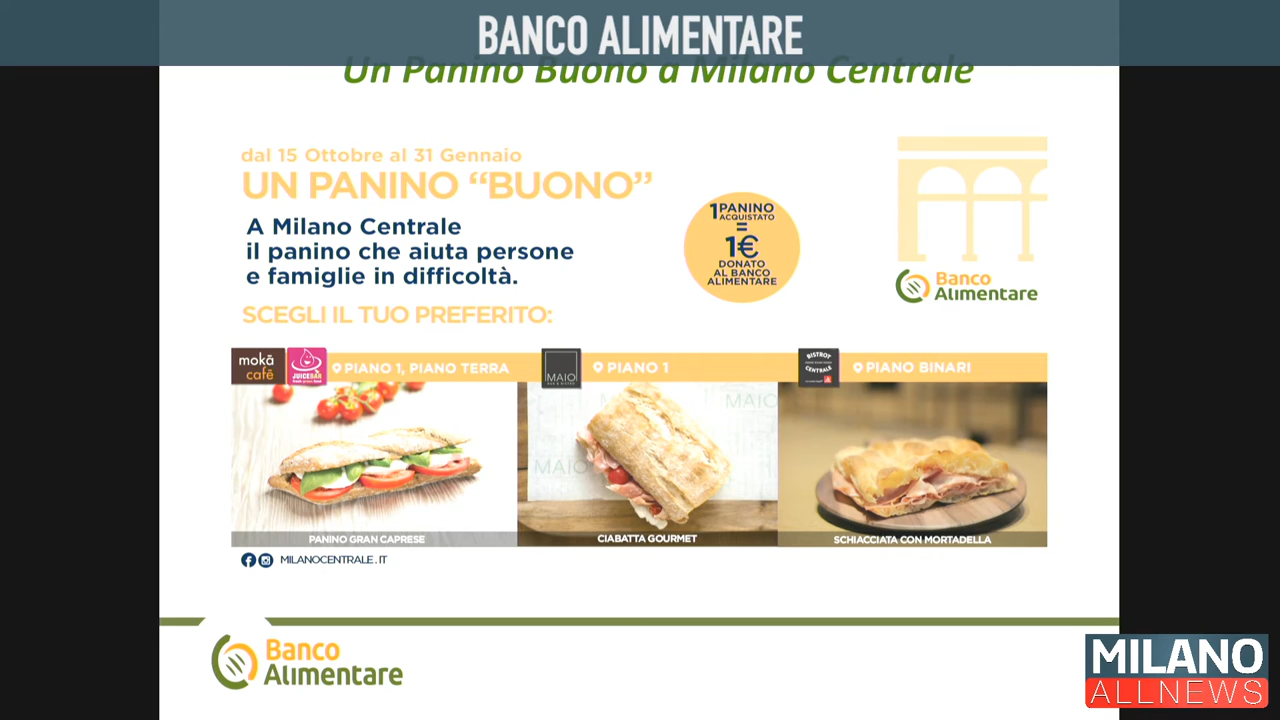 BANCO ALIMENTARE
Un Panino Buono a Milano Centrale
dal 15 Ottobre al 31 Gennaio
UN PANINO “BUONO”
A Milano Centrale
il panino che aiuta persone
e famiglie in difficoltà.
SCEGLI IL TUO PREFERITO:
1 PANINO
ACQUISTATO
=
1€
DONATO
AL BANCO
ALIMENTARE
Banco
Alimentare
mokā
cafē
JUICEBAR
PIANO 1, PIANO TERRA
MAIO
PIANO 1
BISTROT
CENTRALE
PIANO BINARI
MAIO
MAIO
PANINO GRAN CAPRESE
CIABATTA GOURMET
SCHIACCIATA CON MORTADELLA
MILANOCENTRALE.IT
Banco
Alimentare
MILANO
ALLNEWS